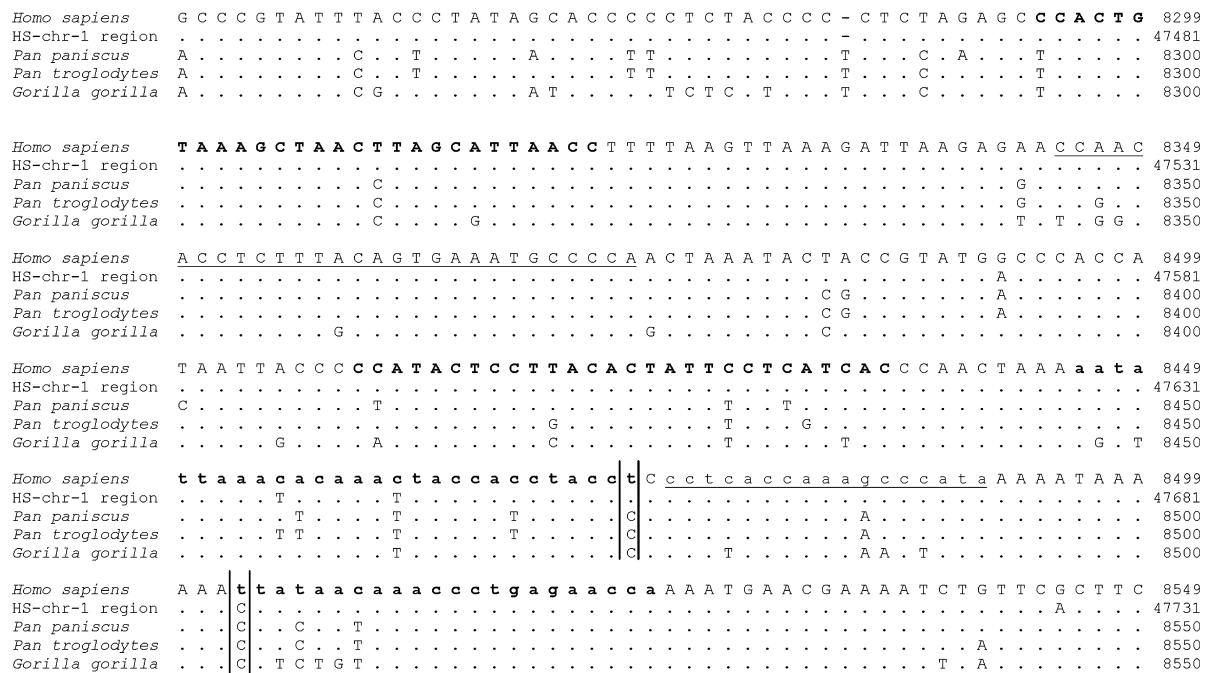 Homo sapiens G C C C G T A T T T A C C C T A T A G C A C C C C C T C T A C C C C - C T C T A G A G C C C A C T G 8299
HS-chr-1 region . . . . . . . . . . . . . . . . . . . . . . . . . . . . . . . . . . - . . . . . . . . . . . . . . . 47481
Pan paniscus A . . . . . . . . C . . T . . . . . A . . . . T T . . . . . . . . . T . . . C . A . . . T . . . . . 8300
Pan troglodytes A . . . . . . . . C . . T . . . . . . . . . . T T . . . . . . . . . T . . . C . . . . . T . . . . . 8300
Gorilla gorilla A . . . . . . . . C G . . . . . . . A T . . . . . T C T C . T . . . T . . . C . . . . . T . . . . . 8300
Homo sapiens T A A A G C T A A C T T A G C A T T A A C C T T T T A A G T T A A A G A T T A A G A G A A C C A A C 8349
HS-chr-1 region . . . . . . . . . . . . . . . . . . . . . . . . . . . . . . . . . . . . . . . . . . . . . . . . . . 47531
Pan paniscus . . . . . . . . . . C . . . . . . . . . . . . . . . . . . . . . . . . . . . . . . . . G . . . . . . 8350
Pan troglodytes . . . . . . . . . . C . . . . . . . . . . . . . . . . . . . . . . . . . . . . . . . . G . . . G . . 8350
Gorilla gorilla . . . . . . . . . . C . . . . G . . . . . . . . . . . . . . . . . . . . . . . . . . . T . T . G G . 8350
Homo sapiens A C C T C T T T A C A G T G A A A T G C C C C A A C T A A A T A C T A C C G T A T G G C C C A C C A 8499
HS-chr-1 region . . . . . . . . . . . . . . . . . . . . . . . . . . . . . . . . . . . . . . . . . . A . . . . . . . 47581
Pan paniscus . . . . . . . . . . . . . . . . . . . . . . . . . . . . . . . . . C G . . . . . . . A . . . . . . . 8400
Pan troglodytes . . . . . . . . . . . . . . . . . . . . . . . . . . . . . . . . . C G . . . . . . . A . . . . . . . 8400
Gorilla gorilla . . . . . . . . G . . . . . . . . . . . . . . . G . . . . . . . . C . . . . . . . . . . . . . . . . 8400
Homo sapiens T A A T T A C C C C C A T A C T C C T T A C A C T A T T C C T C A T C A C C C A A C T A A A a a t a 8449
HS-chr-1 region . . . . . . . . . . . . . . . . . . . . . . . . . . . . . . . . . . . . . . . . . . . . . . . . . . 47631
Pan paniscus C . . . . . . . . . T . . . . . . . . . . . . . . . . . T . . T . . . . . . . . . . . . . . . . . . 8450
Pan troglodytes . . . . . . . . . . . . . . . . . . . G . . . . . . . . T . . . G . . . . . . . . . . . . . . . . . 8450
Gorilla gorilla . . . . . G . . . . A . . . . . . . . C . . . . . . . . T . . . . . T . . . . . . . . . . . . G . T 8450
Homo sapiens t t a a a c a c a a a c t a c c a c c t a c c t C c c t c a c c a a a g c c c a t a A A A A T A A A 8499
HS-chr-1 region . . . . . T . . . . . T . . . . . . . . . . . . . . . . . . . . . . . . . . . . . . . . . . . . . . 47681
Pan paniscus . . . . . . T . . . . T . . . . . T . . . . . C . . . . . . . . . . . A . . . . . . . . . . . . . . 8500
Pan troglodytes . . . . . T T . . . . T . . . . . T . . . . . C . . . . . . . . . . . A . . . . . . . . . . . . . . 8500
Gorilla gorilla . . . . . . . . . . . T . . . . . . . . . . . C . . . . T . . . . . . A A . T . . . . . . . . . . . 8500
Homo sapiens A A A t t a t a a c a a a c c c t g a g a a c c a A A A T G A A C G A A A A T C T G T T C G C T T C 8549
HS-chr-1 region . . . C . . . . . . . . . . . . . . . . . . . . . . . . . . . . . . . . . . . . . . . . . A . . . . 47731
Pan paniscus . . . C . . C . . T . . . . . . . . . . . . . . . . . . . . . . . . . . . . . . . . . . . . . . . . 8550
Pan troglodytes . . . C . . C . . T . . . . . . . . . . . . . . . . . . . . . . . . . . . . . . . A . . . . . . . . 8550
Gorilla gorilla . . . C . T C T G T . . . . . . . . . . . . . . . . . . . . . . . . . . . . . T . A . . . . . . . . 8550